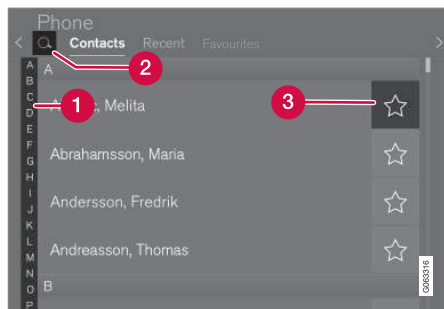 Phone
Contacts Recent Favourites
2
A
B
C
D
E
F
G
H
I
J
K
L
M
N
O
P
A
1
Melita
3
Abrahamsson, Maria
Andersson, Fredrik
Andreasson, Thomas
B
G063316